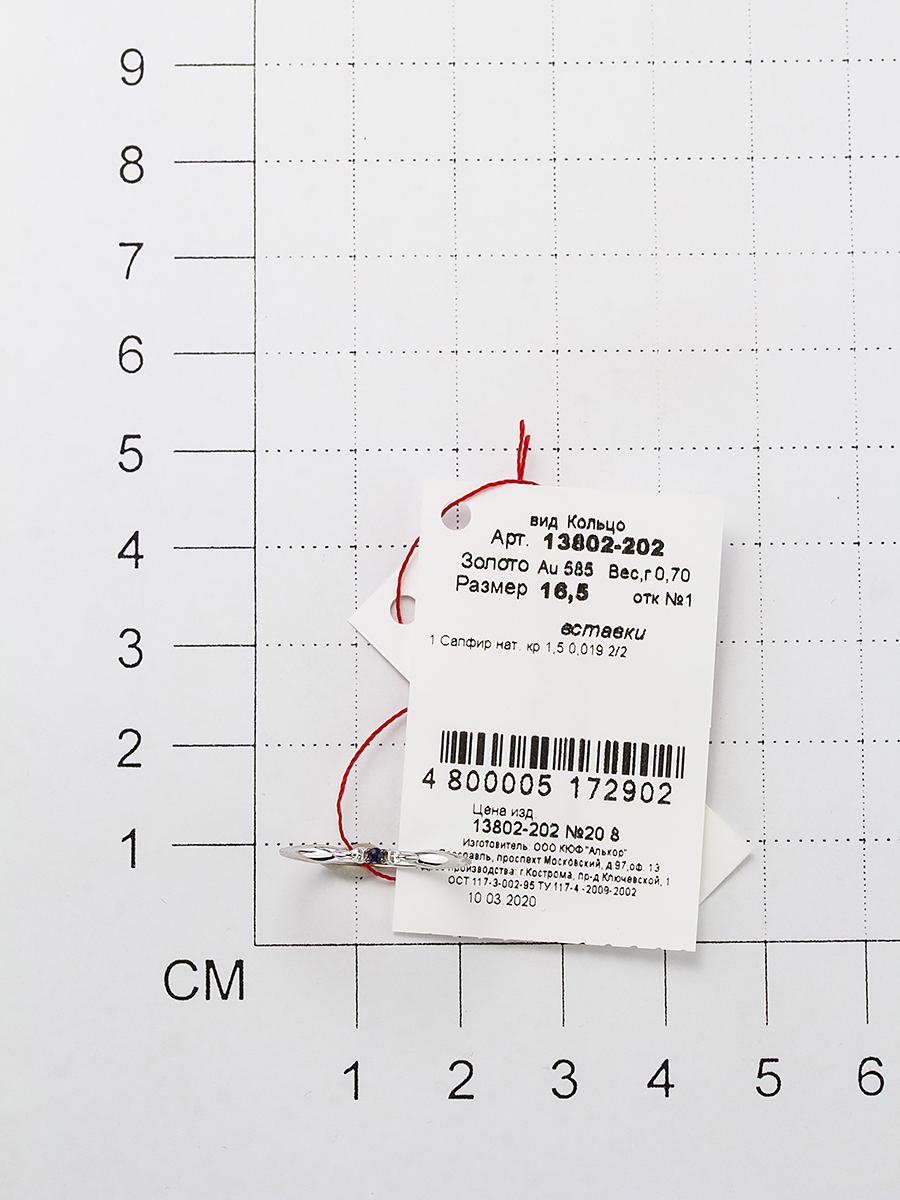 9
8
7
6
5
4
3
2
1
СМ
1 2 3 4 5 6
вид Кольцо
Арт. 13802-202
Золото Au 585 Вес,г 0,70
Размер 16,5 отк №1
вставки
1 Сапфир нат. кр 1,5 0,019 2/2
4 800005 172902
Цена изд.
13802-202 №20 8
Изготовитель: ООО КЮФ "Алькор"
проспект Московский, д.97,оф. 13
производства: г.Кострома, пр-д Ключевской, 1
ОСТ 117-3-002-95 ТУ 117-4 -2009-2002
10 03 2020